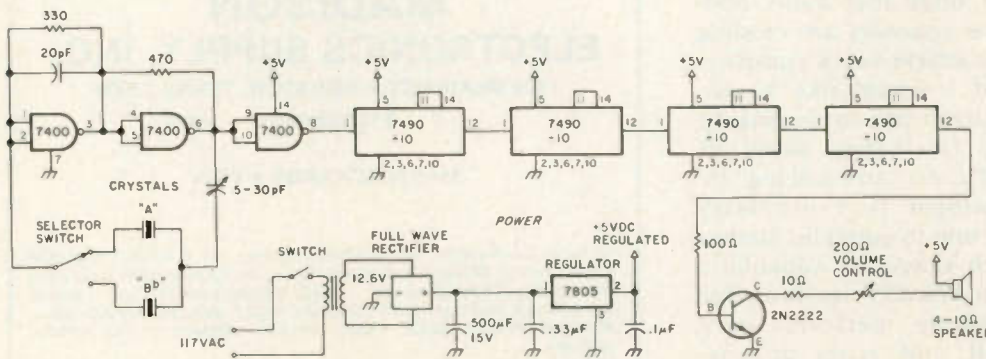 330
20pF
470
+5V
+5V
+5V
+5V
+5V
1
2
7400
3
7
4
5
7400
6
14
9
10
7400
8
1
5
11
14
7490
÷10
12
2,3,6,7,10
5
11
14
7490
÷10
12
2,3,6,7,10
1
5
11
14
7490
÷10
12
2,3,6,7,10
1
5
11
14
7490
÷10
12
2,3,6,7,10
5-30pF
CRYSTALS
"A"
"Bb"
SELECTOR
SWITCH
SWITCH
117VAC
12.6V
FULL WAVE
RECTIFIER
POWER
+5VDC
REGULATED
REGULATOR
1
7805
2
3
500µF
15V
.33µF
.1µF
100Ω
B
C
E
2N2222
10Ω
200Ω
VOLUME
CONTROL
+5V
4-10Ω
SPEAKER